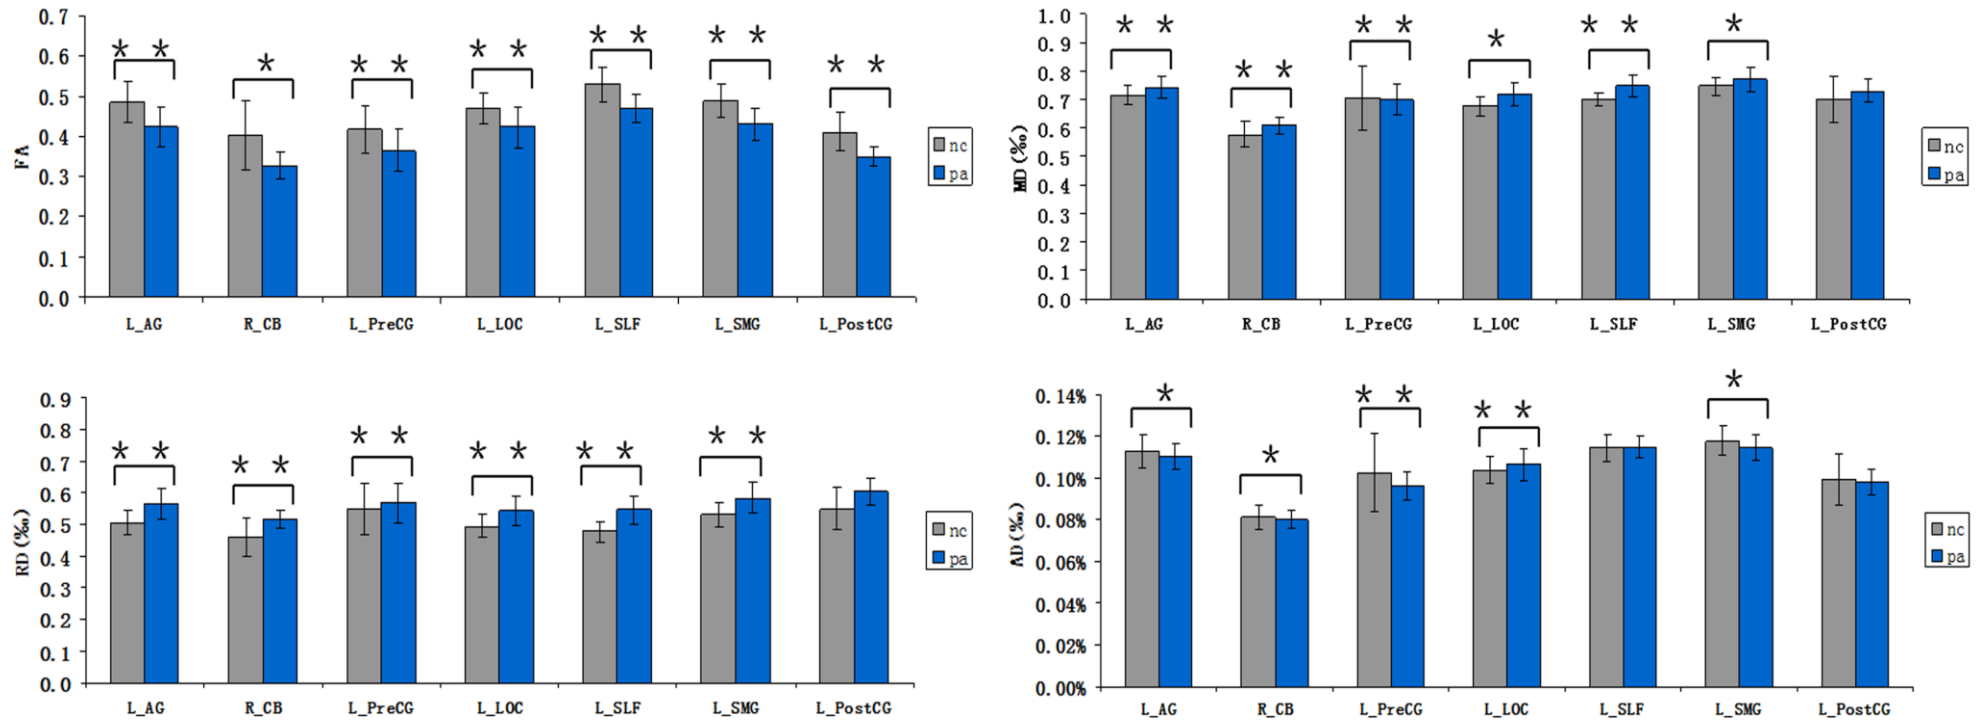 0.7
0.6
0.5
0.4
0.3
0.2
0.1
0.0
FA
* * * * * * * * * * * * *
L_AG R_CB L_PreCG L_LOC L_SLF L_SMG L_PostCG
nc
pa
1.0
0.9
0.8
0.7
0.6
0.5
0.4
0.3
0.2
0.1
0.0
MD(‰)
* * * * * * * * * *
L_AG R_CB L_PreCG L_LOC L_SLF L_SMG L_PostCG
nc
pa
0.9
0.8
0.7
0.6
0.5
0.4
0.3
0.2
0.1
0.0
RD(‰)
* * * * * * * * * * * *
L_AG R_CB L_PreCG L_LOC L_SLF L_SMG L_PostCG
nc
pa
0.14%
0.12%
0.10%
0.08%
0.06%
0.04%
0.02%
0.00%
AD(‰)
* * * * * * *
L_AG R_CB L_PreCG L_LOC L_SLF L_SMG L_PostCG
nc
pa